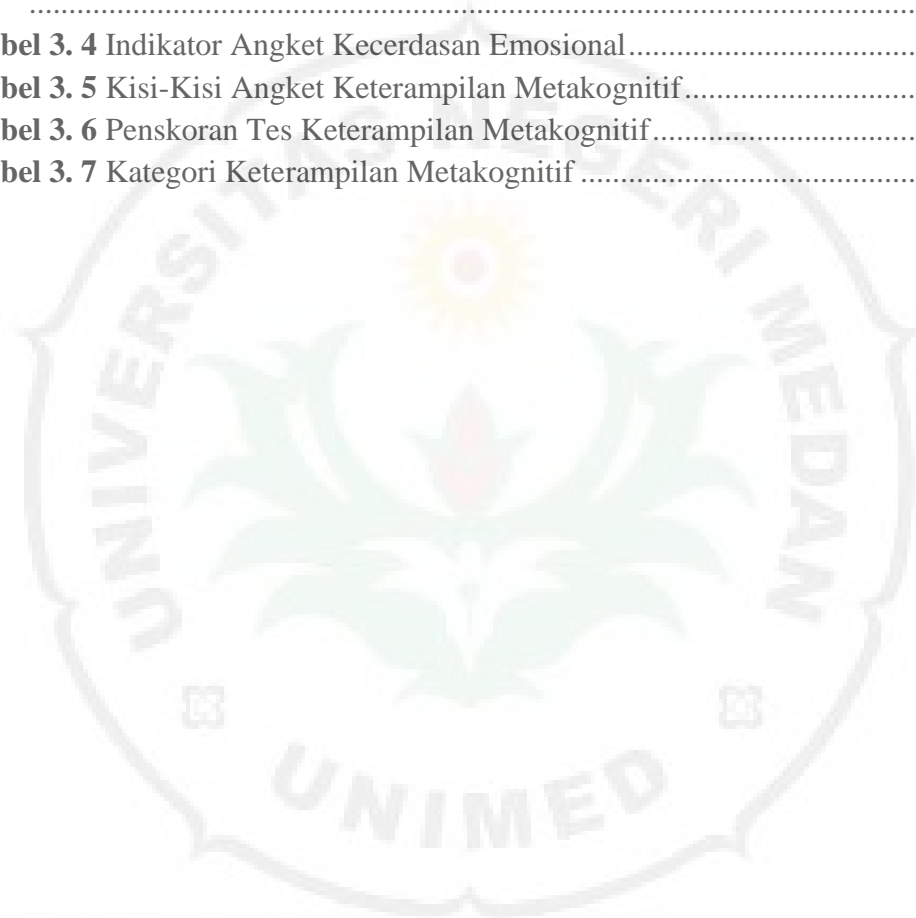 ........................................................................................................................
bel 3. 4 Indikator Angket Kecerdasan Emosional....................................
bel 3. 5 Kisi-Kisi Angket Keterampilan Metakognitif.............................
bel 3. 6 Penskoran Tes Keterampilan Metakognitif.................................
bel 3. 7 Kategori Keterampilan Metakognitif ..........................................
UNIVERSITAS NEGERI MEDAN
UNIMED